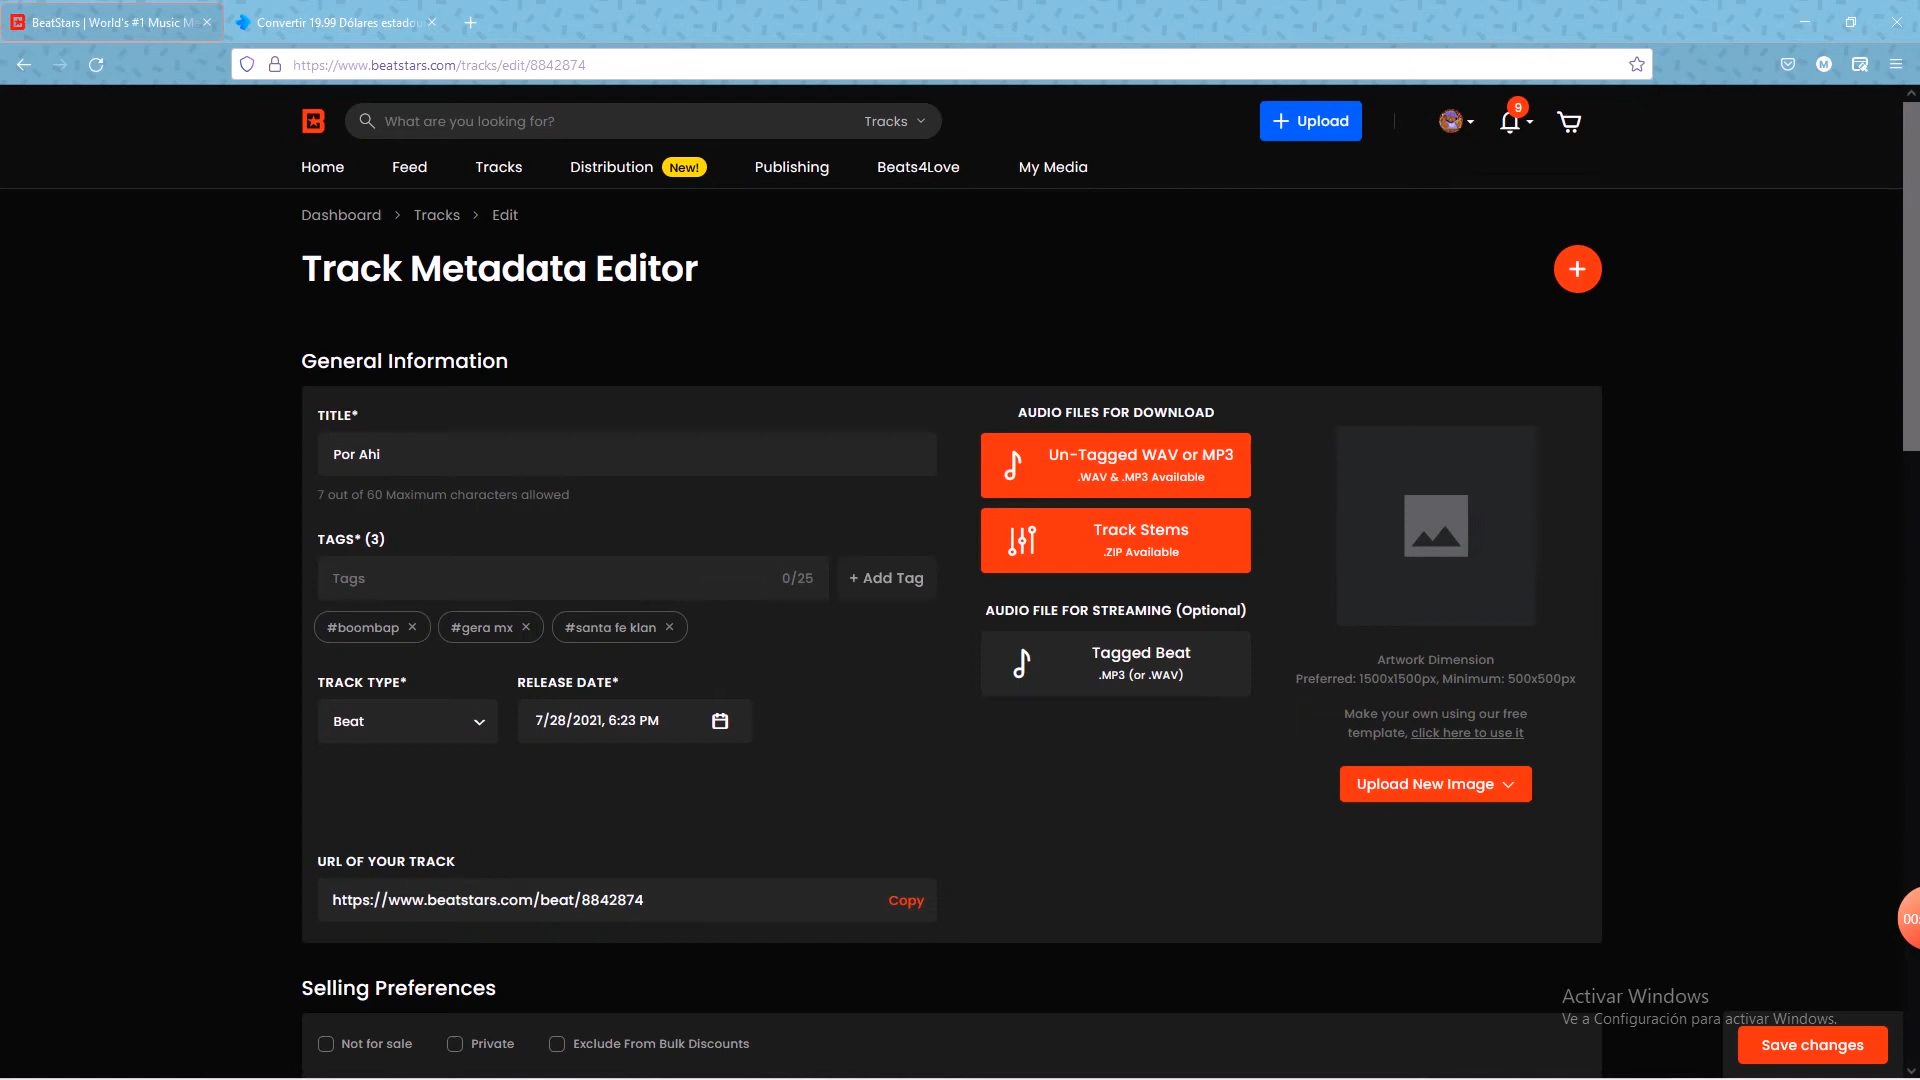 BeatStars | World's #1 Music M
Convertir 19.99 Dólares estadou
https://www.beatstars.com/tracks/edit/8842874
M
What are you looking for?
Tracks
Upload
9
Home
Feed
Tracks
Distribution
New!
Publishing
Beats4Love
My Media
Dashboard
Tracks
Edit
Track Metadata Editor
General Information
TITLE*
Por Ahi
7 out of 60 Maximum characters allowed
TAGS* (3)
Tags
0/25
+ Add Tag
#boombap
#gera mx
#santa fe klan
TRACK TYPE*
Beat
RELEASE DATE*
7/28/2021, 6:23 PM
URL OF YOUR TRACK
https://www.beatstars.com/beat/8842874
Copy
AUDIO FILES FOR DOWNLOAD
Un-Tagged WAV or MP3
.WAV & .MP3 Available
Track Stems
.ZIP Available
AUDIO FILE FOR STREAMING (Optional)
Tagged Beat
.MP3 (or .WAV)
Artwork Dimension
Preferred: 1500x1500px, Minimum: 500x500px
Make your own using our free
template, click here to use it
Upload New Image
00:
Selling Preferences
Not for sale
Private
Exclude From Bulk Discounts
Activar Windows
Ve a Configuración para activar Windows.
Save changes